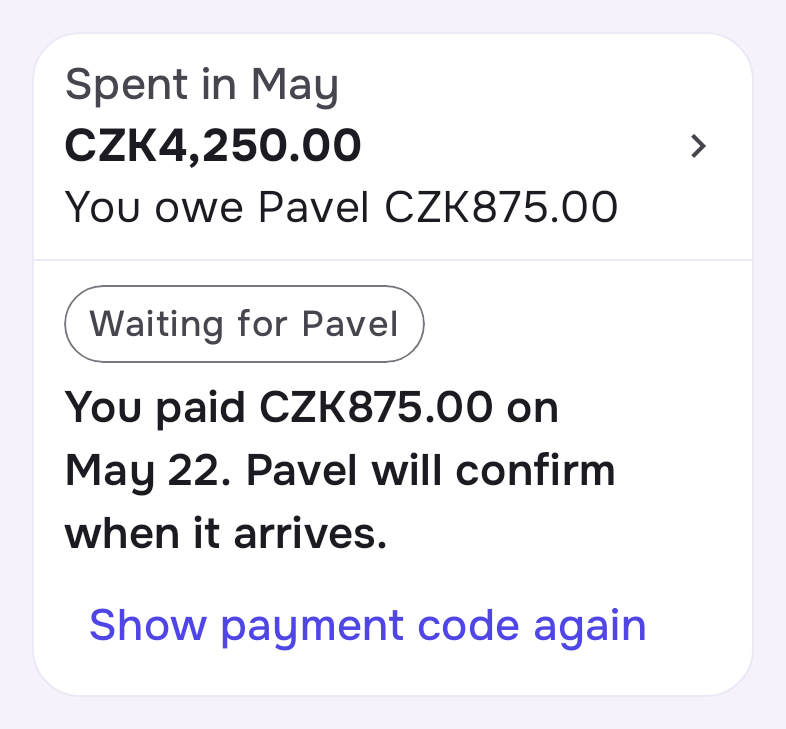 Spent in May
CZK4,250.00
You owe Pavel CZK875.00
Waiting for Pavel
You paid CZK875.00 on
May 22. Pavel will confirm
when it arrives.
Show payment code again